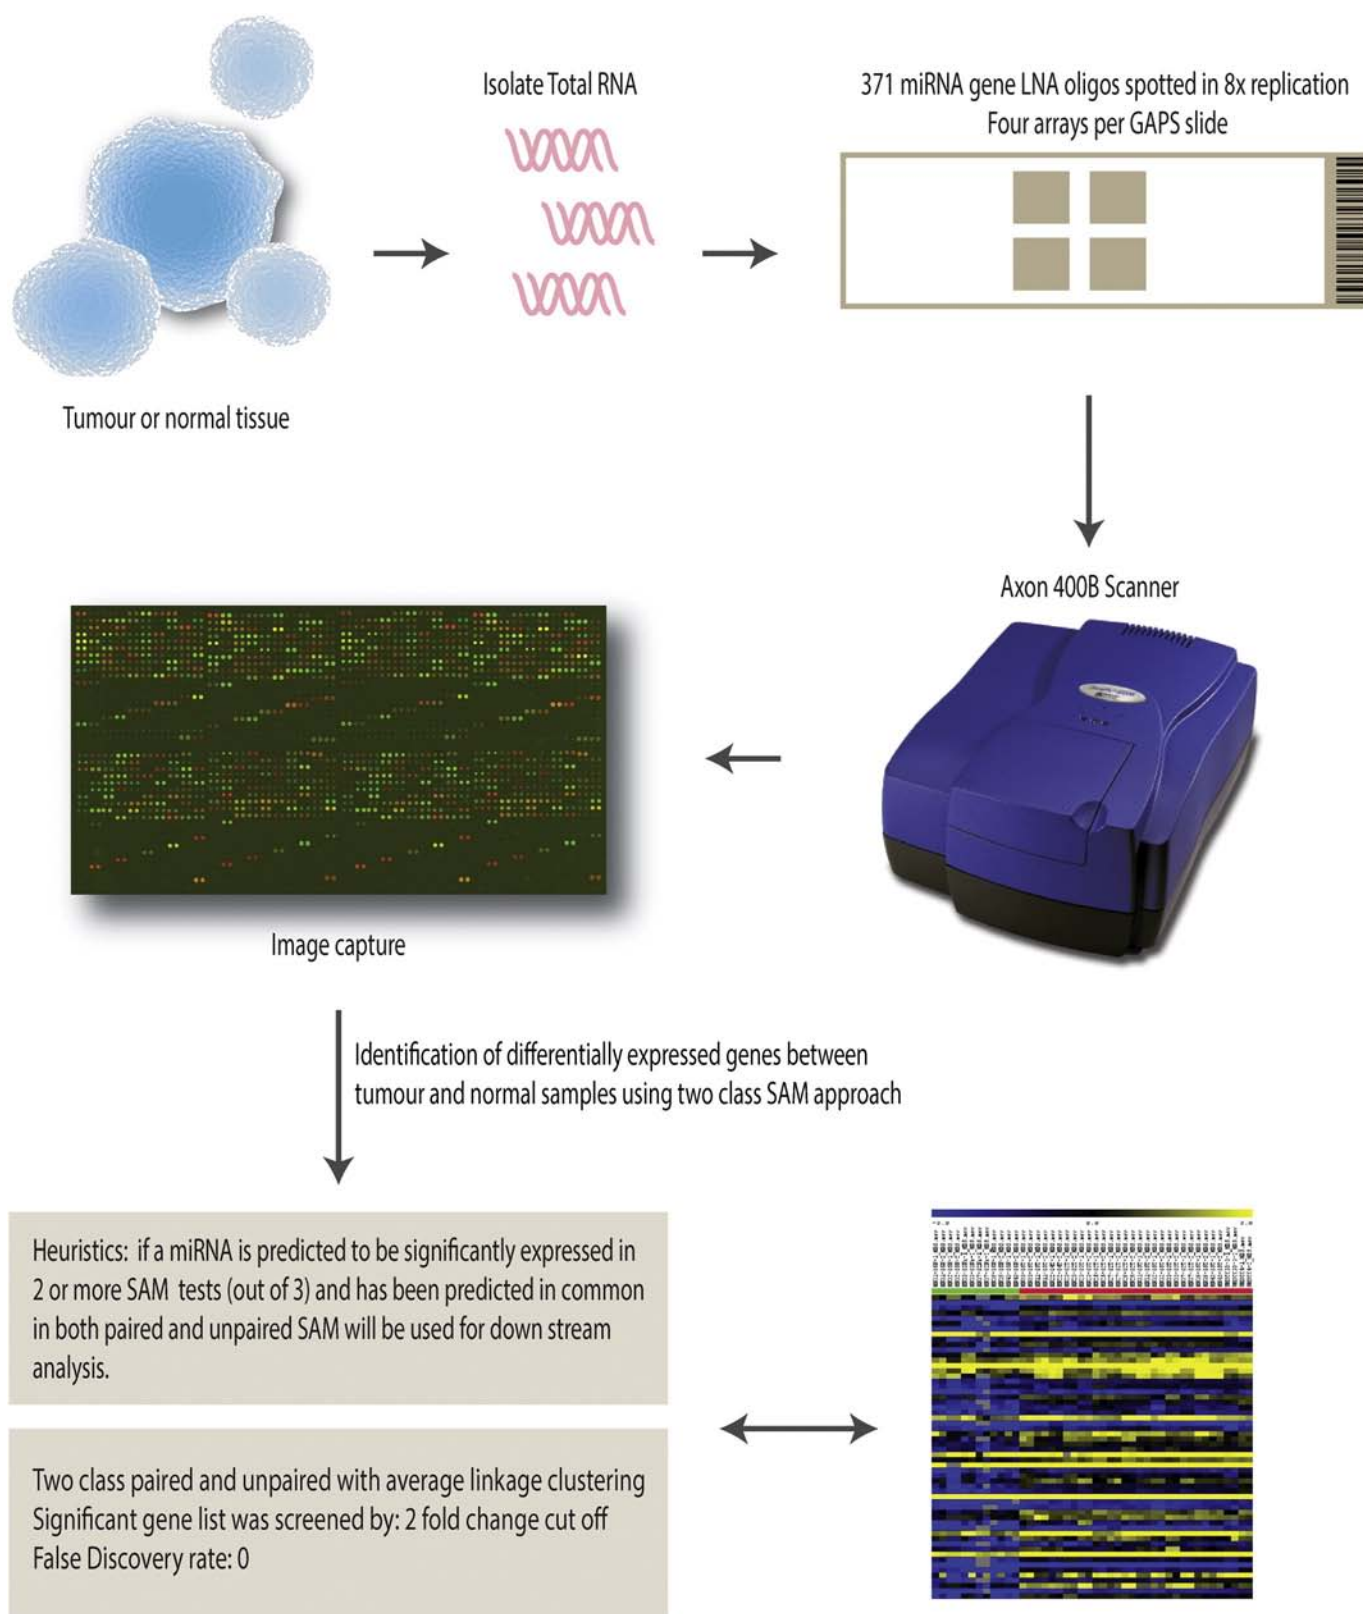 Isolate Total RNA
371 miRNA gene LNA oligos spotted in 8x replication
Four arrays per GAPS slide
Tumour or normal tissue
Axon 400B Scanner
Image capture
Identification of differentially expressed genes between
tumour and normal samples using two class SAM approach
Heuristics: if a miRNA is predicted to be significantly expressed in
2 or more SAM tests (out of 3) and has been predicted in common
in both paired and unpaired SAM will be used for down stream
analysis.
Two class paired and unpaired with average linkage clustering
Significant gene list was screened by: 2 fold change cut off
False Discovery rate: 0